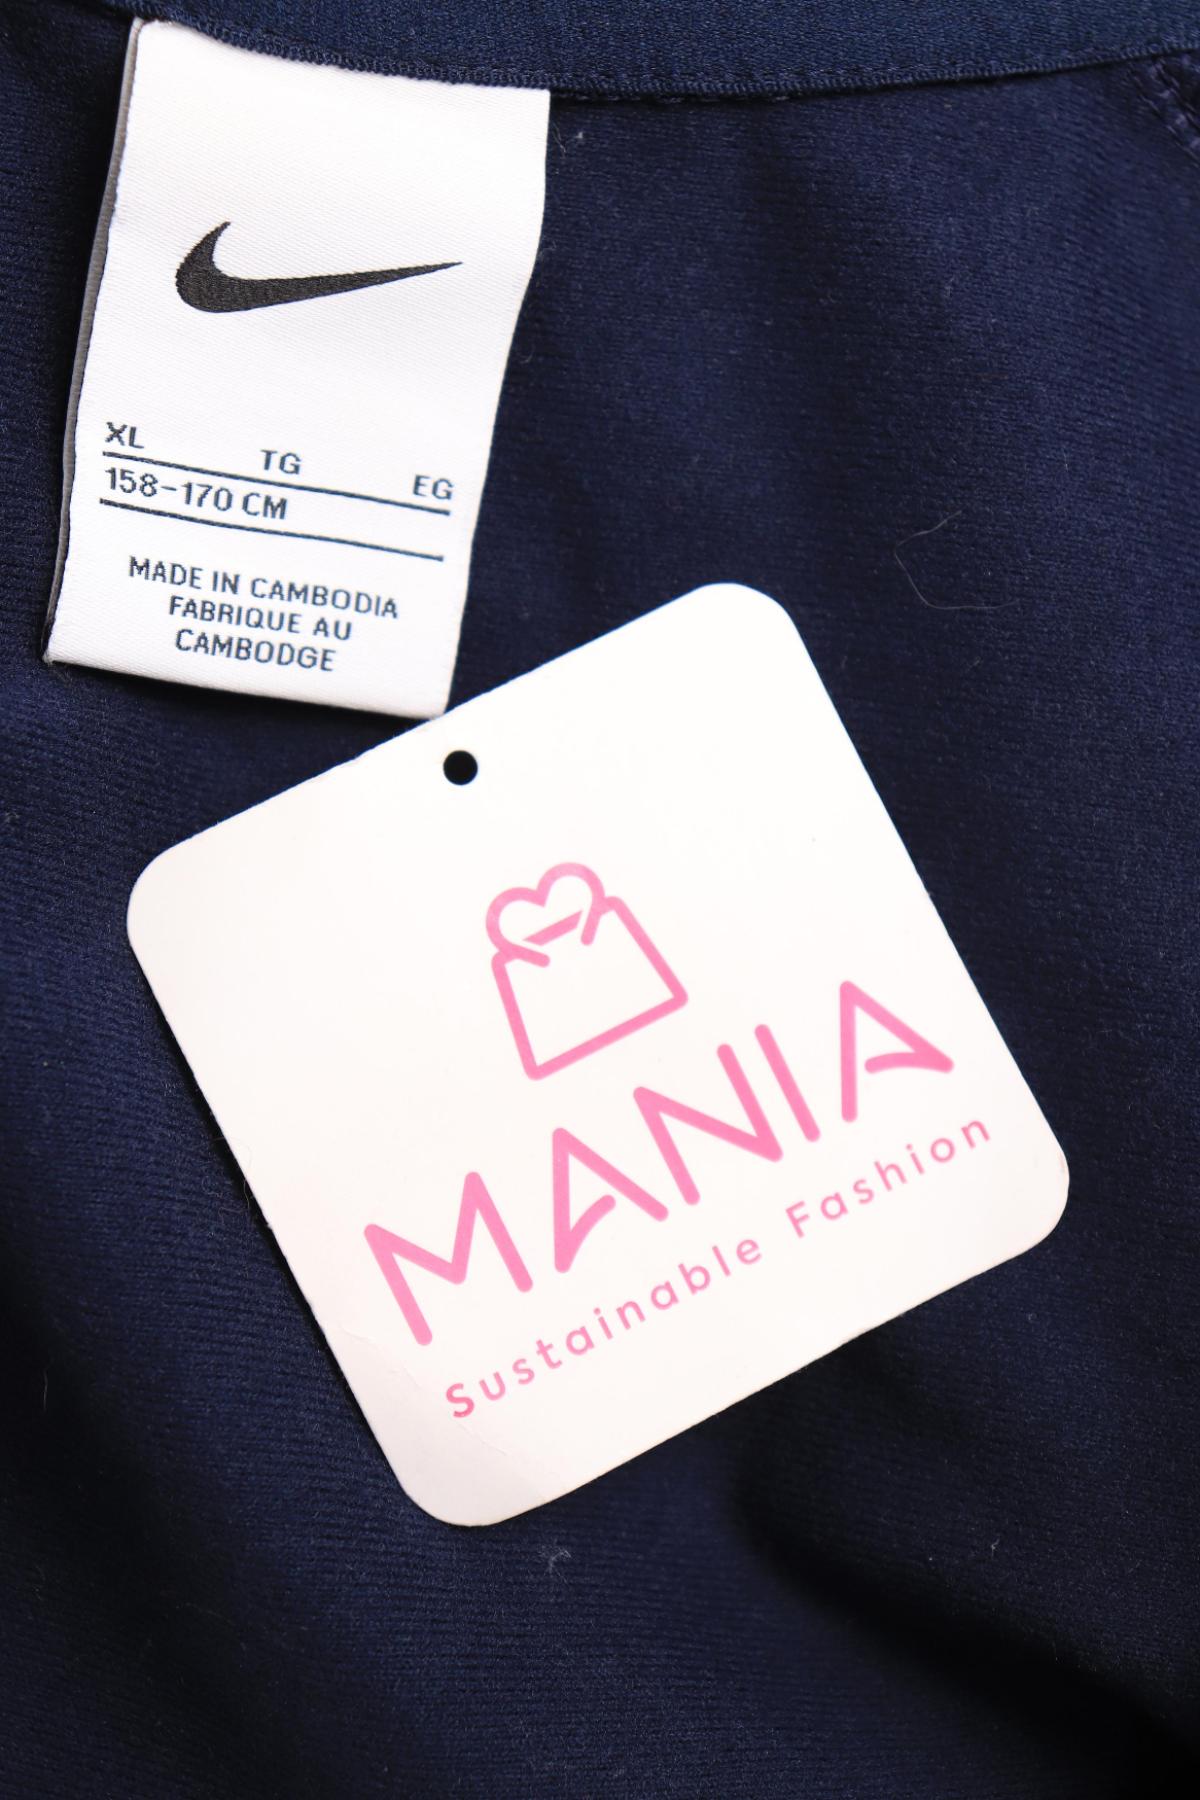 XL TG EG
158-170 CM
MADE IN CAMBODIA
FABRIQUE AU
CAMBODGE
MANIA
Sustainable Fashion